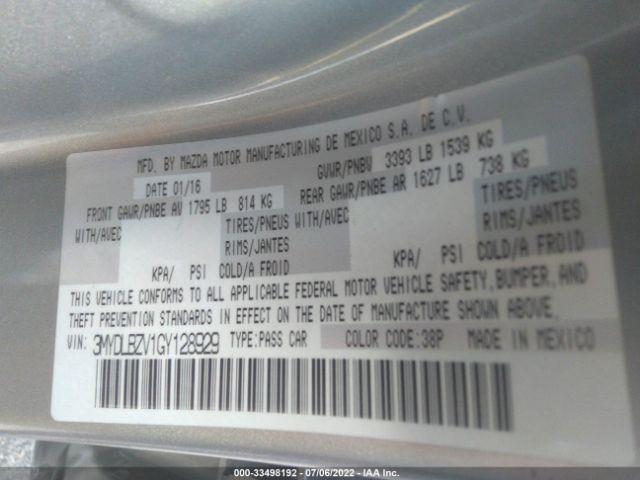 MFD. BY MAZDA MOTOR MANUFACTURING DE MEXICO S.A. DE C.V.
DATE 01/16 GVWR/PNBV 3393 LB 1539 KG
FRONT GAWR/PNBE AV 1795 LB 814 KG REAR GAWR/PNBE AR 1627 LB 738 KG
WITH/AVEC TIRES/PNEUS WITH/AVEC TIRES/PNEUS
RIMS/JANTES RIMS/JANTES
KPA/ PSI COLD/A FROID KPA/ PSI COLD/A FROID
THIS VEHICLE CONFORMS TO ALL APPLICABLE FEDERAL MOTOR VEHICLE SAFETY, BUMPER, AND
THEFT PREVENTION STANDARDS IN EFFECT ON THE DATE OF MANUFACTURE SHOWN ABOVE.
VIN: 3MYDLBZV1GY128929 TYPE:PASS CAR COLOR CODE:38P MADE IN MEXICO
000-33498192 - 07/06/2022 - IAA Inc.